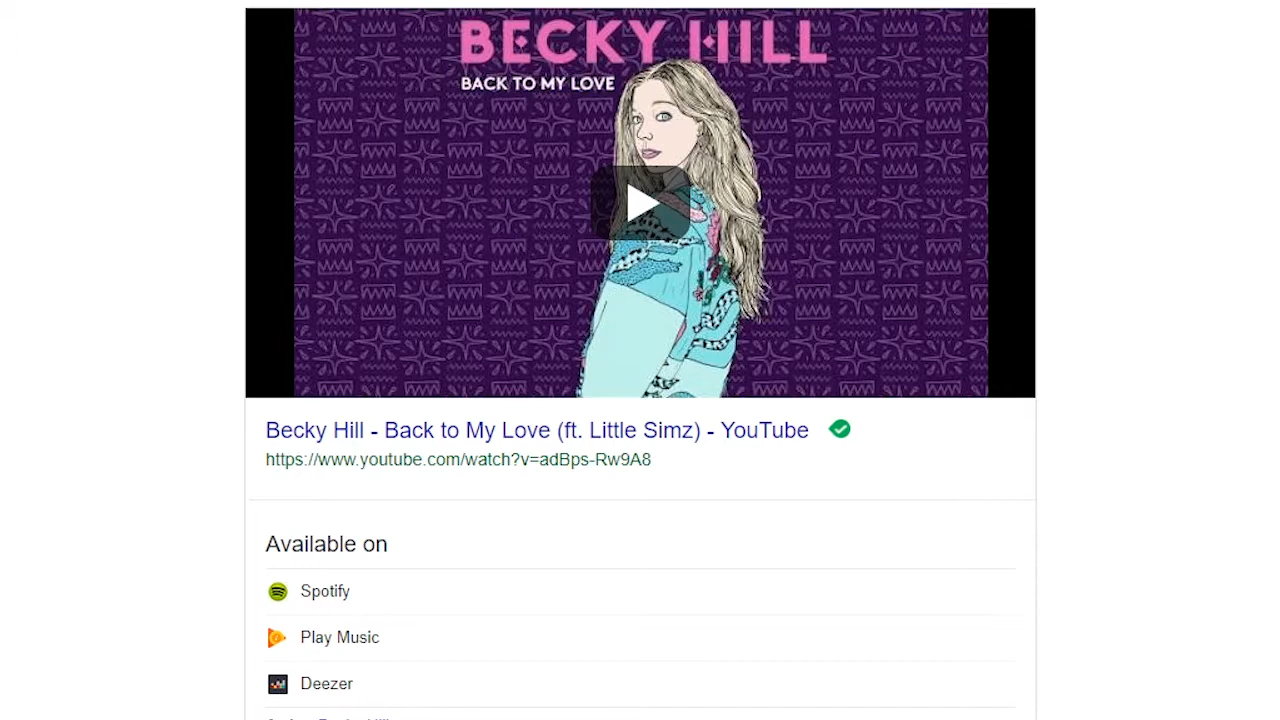 BECKY HILL
BACK TO MY LOVE
Becky Hill - Back to My Love (ft. Little Simz) - YouTube
https://www.youtube.com/watch?v=adBps-Rw9A8
Available on
Spotify
Play Music
Deezer